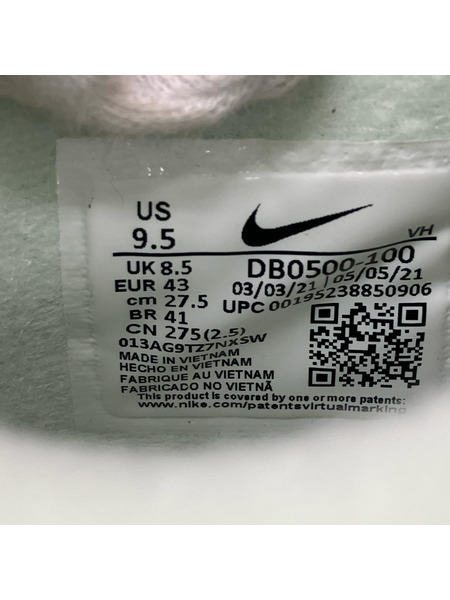 US
9.5
VH
UK 8.5
DB0500-100
EUR 43
03/03/21 / 05/05/21
cm 27.5
UPC 00195238850906
BR 41
CN 275(2.5)
013AG9TZ7NXSW
MADE IN VIETNAM
HECHO EN VIETNAM
FABRIQUE AU VIETNAM
FABRICADO NO VIETNÃ
This product is covered by one or more patents:
www.nike.com/patentsvirtualmarking